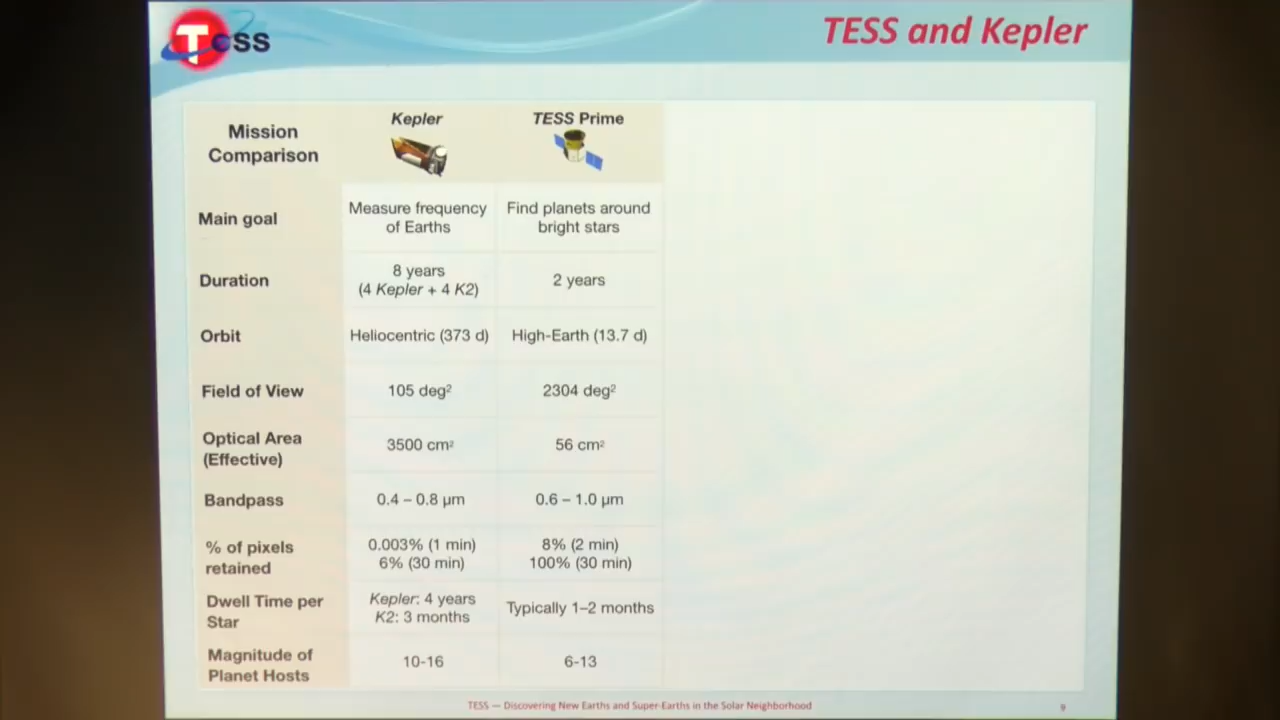 Tess
TESS and Kepler
Mission
Comparison
Kepler
TESS Prime
Main goal
Measure frequency
of Earths
Find planets around
bright stars
Duration
8 years
(4 Kepler + 4 K2)
2 years
Orbit
Heliocentric (373 d)
High-Earth (13.7 d)
Field of View
105 deg²
2304 deg²
Optical Area
(Effective)
3500 cm²
56 cm²
Bandpass
0.4 – 0.8 µm
0.6 – 1.0 µm
% of pixels
retained
0.003% (1 min)
6% (30 min)
8% (2 min)
100% (30 min)
Dwell Time per
Star
Kepler: 4 years
K2: 3 months
Typically 1–2 months
Magnitude of
Planet Hosts
10-16
6-13
TESS — Discovering New Earths and Super-Earths in the Solar Neighborhood
9